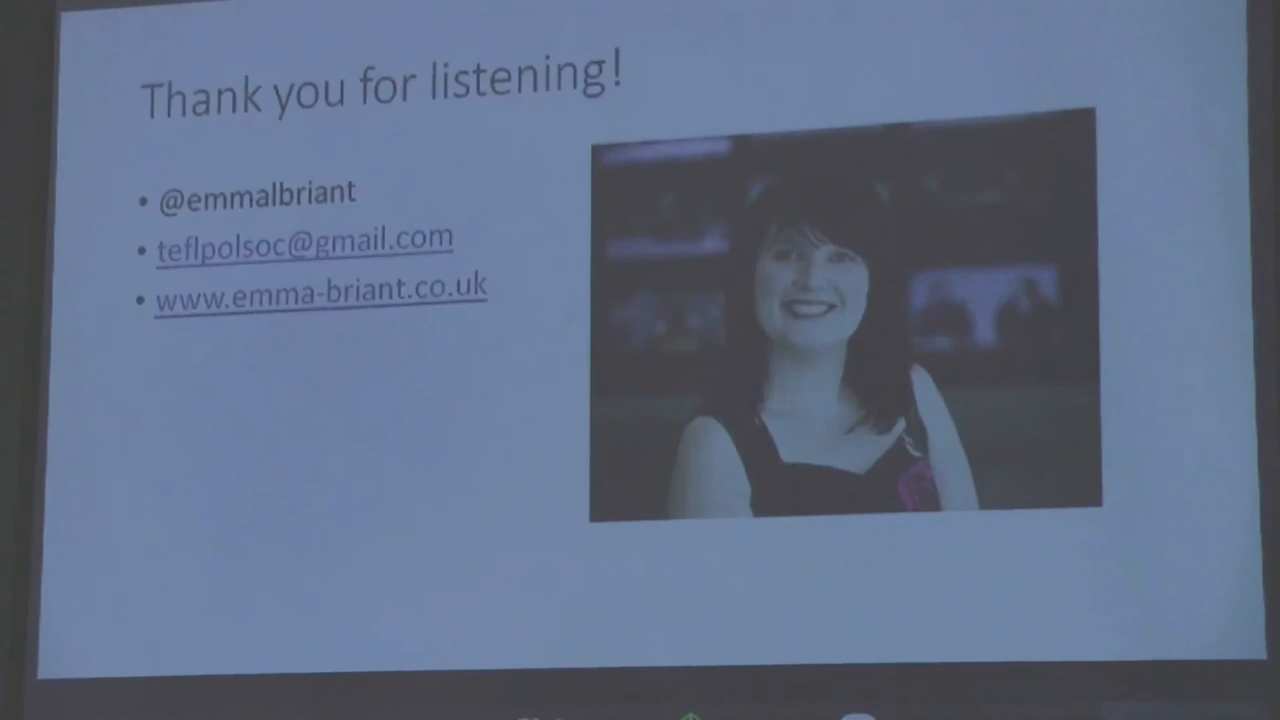 Thank you for listening!
• @emmalbriant
• teflpolsoc@gmail.com
• www.emma-briant.co.uk